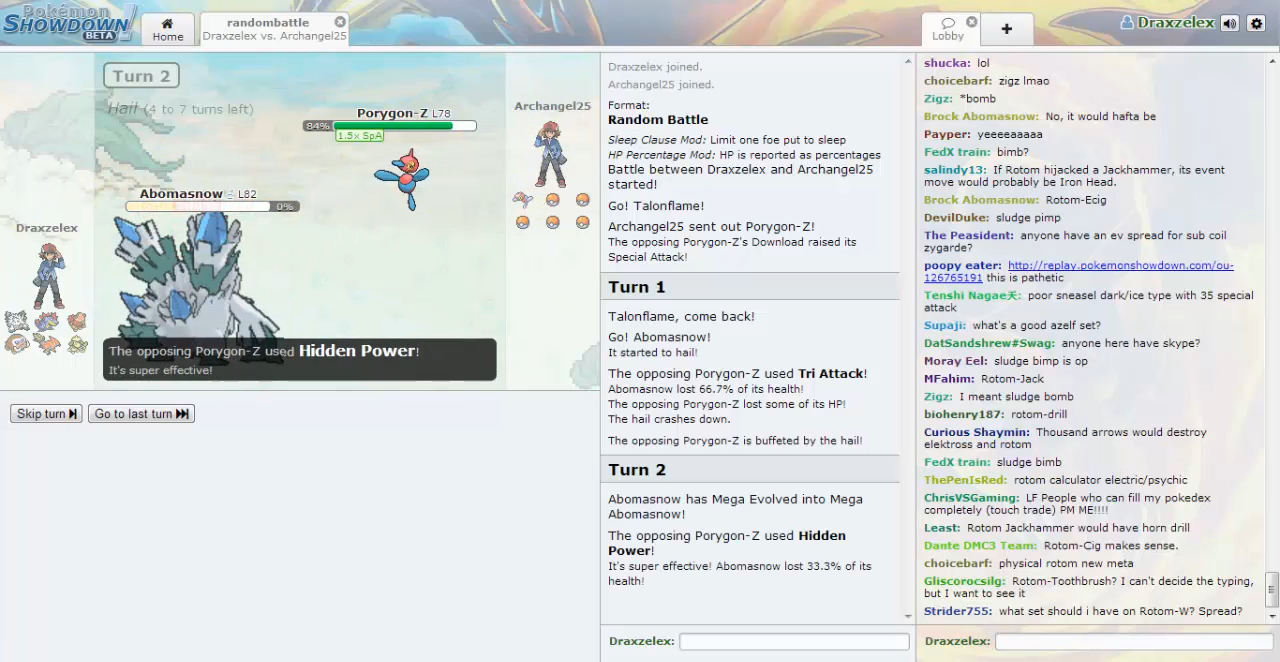 Pokémon
SHOWDOWN!
BETA
Home
randombattle
Draxzelex vs. Archangel25
Lobby
+
Draxzelex
Turn 2
Hail (4 to 7 turns left)
Porygon-Z L78
84%
1.5x SpA
Abomasnow L82
0%
Archangel25
Draxzelex
The opposing Porygon-Z used Hidden Power!
It's super effective!
Skip turn
Go to last turn
Draxzelex joined.
Archangel25 joined.
Format:
Random Battle
Sleep Clause Mod: Limit one foe put to sleep
HP Percentage Mod: HP is reported as percentages
Battle between Draxzelex and Archangel25
started!
Go! Talonflame!
Archangel25 sent out Porygon-Z!
The opposing Porygon-Z's Download raised its
Special Attack!
Turn 1
Talonflame, come back!
Go! Abomasnow!
It started to hail!
The opposing Porygon-Z used Tri Attack!
Abomasnow lost 66.7% of its health!
The opposing Porygon-Z lost some of its HP!
The hail crashes down.
The opposing Porygon-Z is buffeted by the hail!
Turn 2
Abomasnow has Mega Evolved into Mega
Abomasnow!
The opposing Porygon-Z used Hidden
Power!
It's super effective! Abomasnow lost 33.3% of its
health!
Draxzelex:
shucka: lol
choicebarf: zigz lmao
Zigz: *bomb
Brock Abomasnow: No, it would hafta be
Payper: yeeeeaaaaa
FedX train: bimb?
salindy13: If Rotom hijacked a Jackhammer, its event
move would probably be Iron Head.
Brock Abomasnow: Rotom-Ecig
DevilDuke: sludge pimp
The Peasident: anyone have an ev spread for sub coil
zygarde?
poopy eater: http://replay.pokemonshowdown.com/ou-
126765191 this is pathetic
Tenshi Nagae天: poor sneasel dark/ice type with 35 special
attack
Supaji: what's a good azelf set?
DatSandshrew#Swag: anyone here have skype?
Moray Eel: sludge bimp is op
MFahim: Rotom-Jack
Zigz: I meant sludge bomb
biohenry187: rotom-drill
Curious Shaymin: Thousand arrows would destroy
elektross and rotom
FedX train: sludge bimb
ThePenIsRed: rotom calculator electric/psychic
ChrisVSGaming: LF People who can fill my pokedex
completely (touch trade) PM ME!!!!
Least: Rotom Jackhammer would have horn drill
Dante DMC3 Team: Rotom-Cig makes sense.
choicebarf: physical rotom new meta
Gliscorocsilg: Rotom-Toothbrush? I can't decide the typing,
but I want to see it
Strider755: what set should i have on Rotom-W? Spread?
Draxzelex: